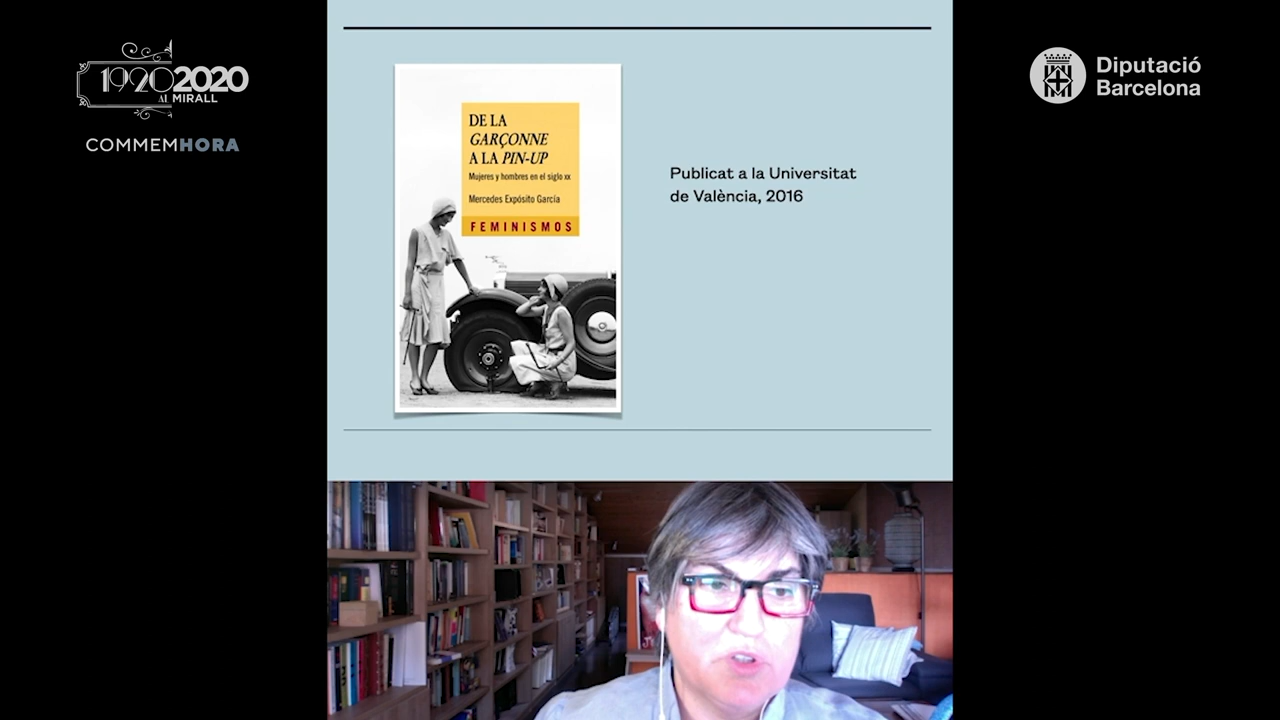 1920 2020
AL MIRALL
COMMEMHORA
Diputació
Barcelona
DE LA
GARÇONNE
A LA PIN-UP
Mujeres y hombres en el siglo XX
Mercedes Expósito García
FEMINISMOS
Publicat a la Universitat
de València, 2016